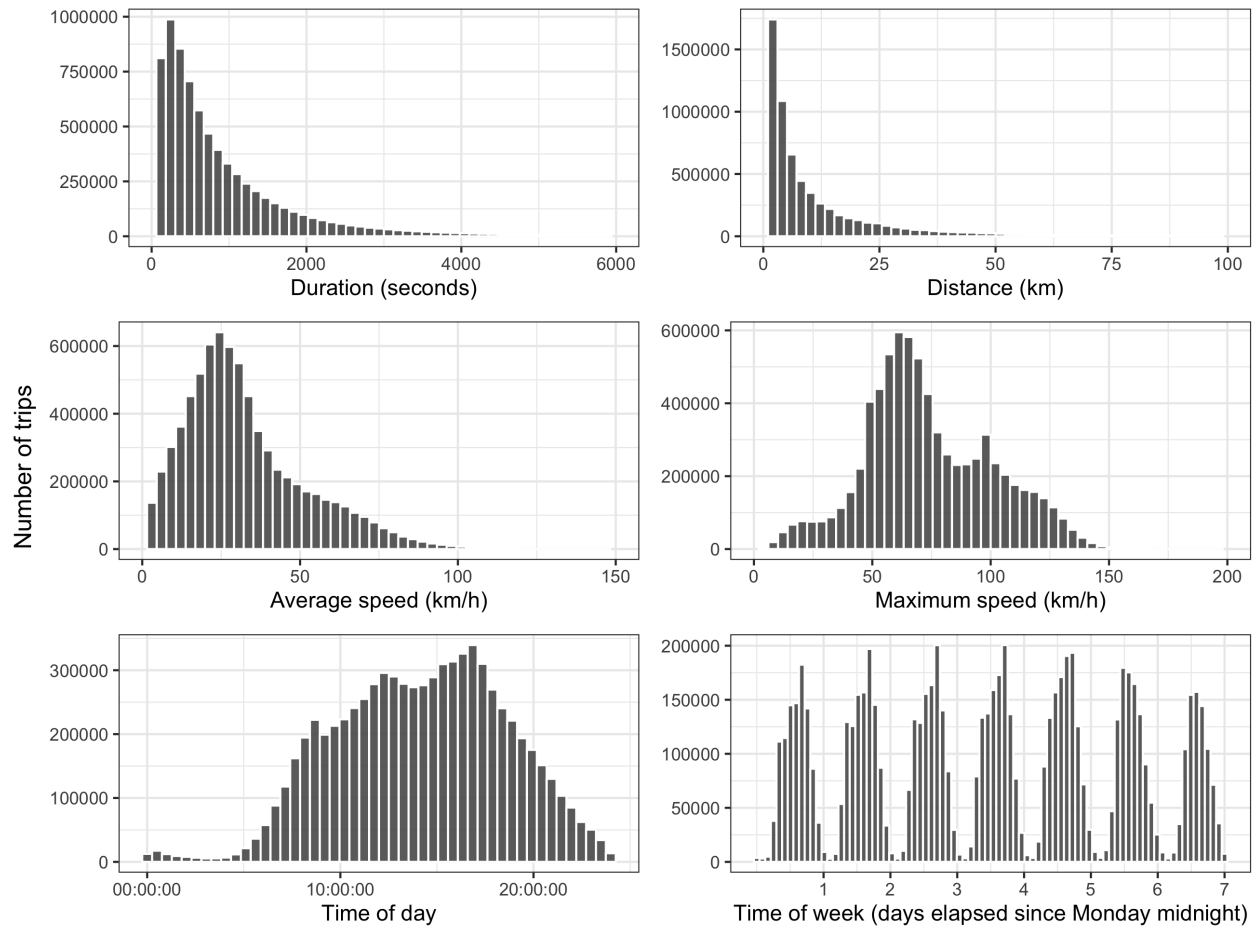 1000000
750000
500000
250000
0
0 2000 4000 6000
Duration (seconds)
1500000
1000000
500000
0
0 25 50 75 100
Distance (km)
Number of trips
600000
400000
200000
0
0 50 100 150
Average speed (km/h)
600000
400000
200000
0
0 50 100 150 200
Maximum speed (km/h)
300000
200000
100000
0
00:00:00 10:00:00 20:00:00
Time of day
200000
150000
100000
50000
0
1 2 3 4 5 6 7
Time of week (days elapsed since Monday midnight)